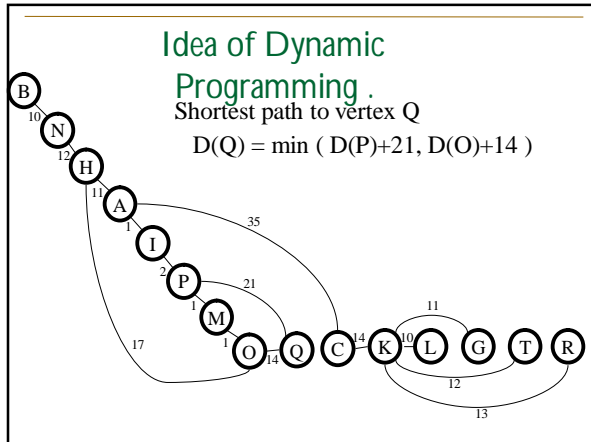 Idea of Dynamic
Programming .
Shortest path to vertex Q
D(Q) = min ( D(P)+21, D(O)+14 )
B
10
N
12
H
11
A
1
35
I
2
P
21
1
M
1
17
O
14
Q
C
14
K
10
L
11
G
T
R
12
13